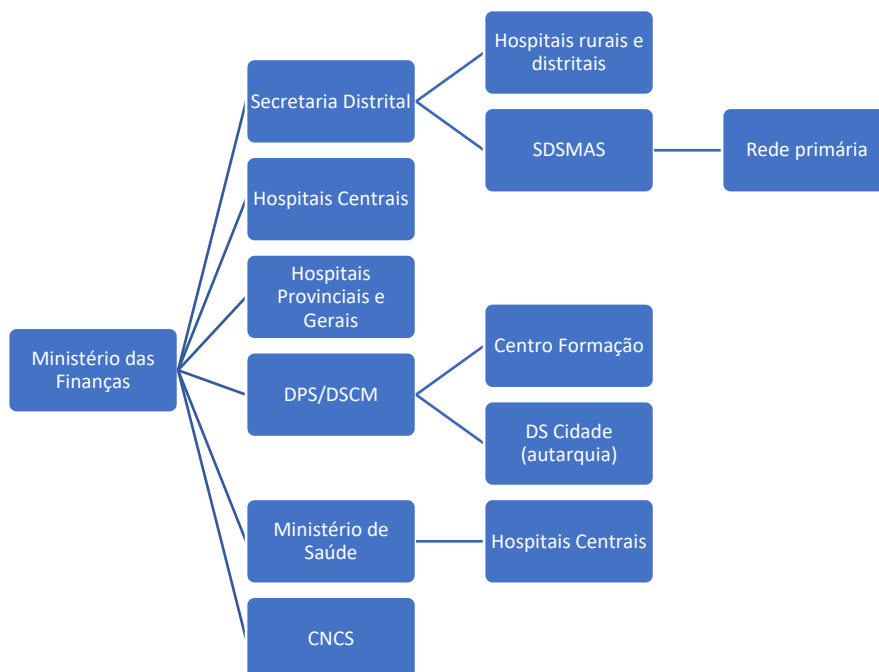 Hospitais rurais e
distritais
Secretaria Distrital
SDSMAS
Rede primária
Hospitais Centrais
Hospitais
Provinciais e
Gerais
Ministério das
Finanças
Centro Formação
DPS/DSCM
DS Cidade
(autarquia)
Ministério de
Saúde
Hospitais Centrais
CNCS